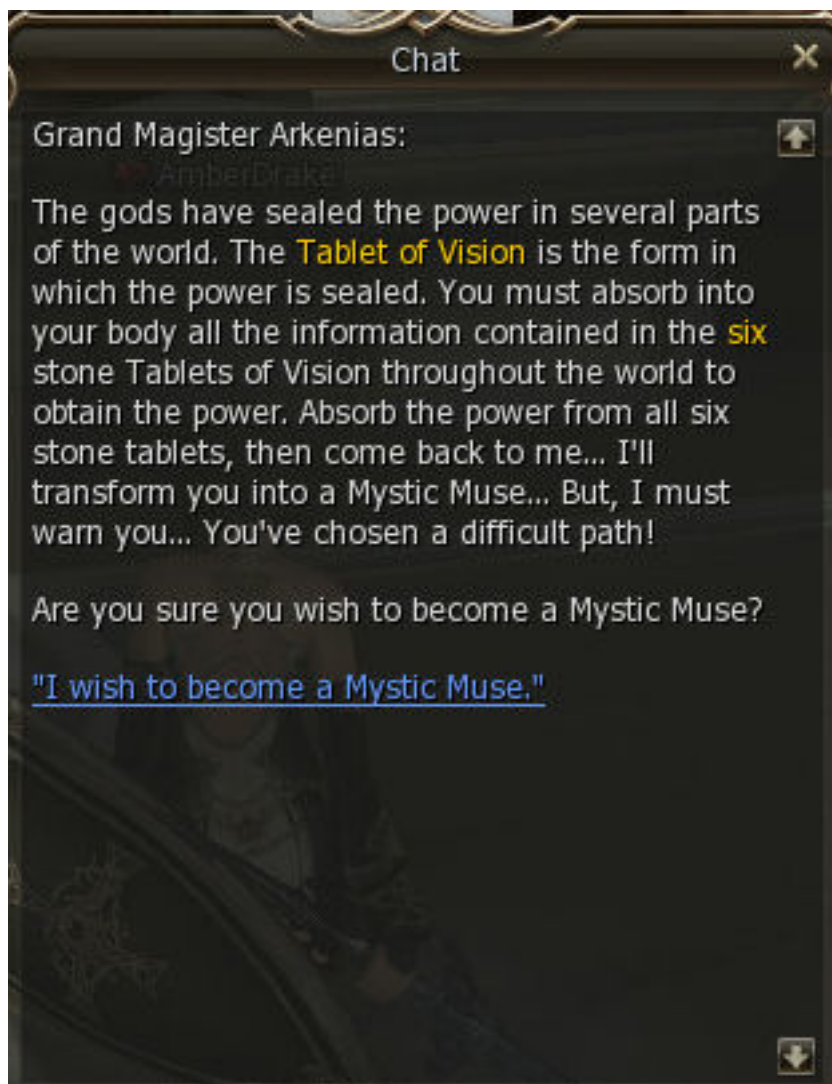 Chat
Grand Magister Arkenias:
AmberDrake
The gods have sealed the power in several parts
of the world. The Tablet of Vision is the form in
which the power is sealed. You must absorb into
your body all the information contained in the six
stone Tablets of Vision throughout the world to
obtain the power. Absorb the power from all six
stone tablets, then come back to me... I'll
transform you into a Mystic Muse... But, I must
warn you... You've chosen a difficult path!
Are you sure you wish to become a Mystic Muse?
"I wish to become a Mystic Muse."